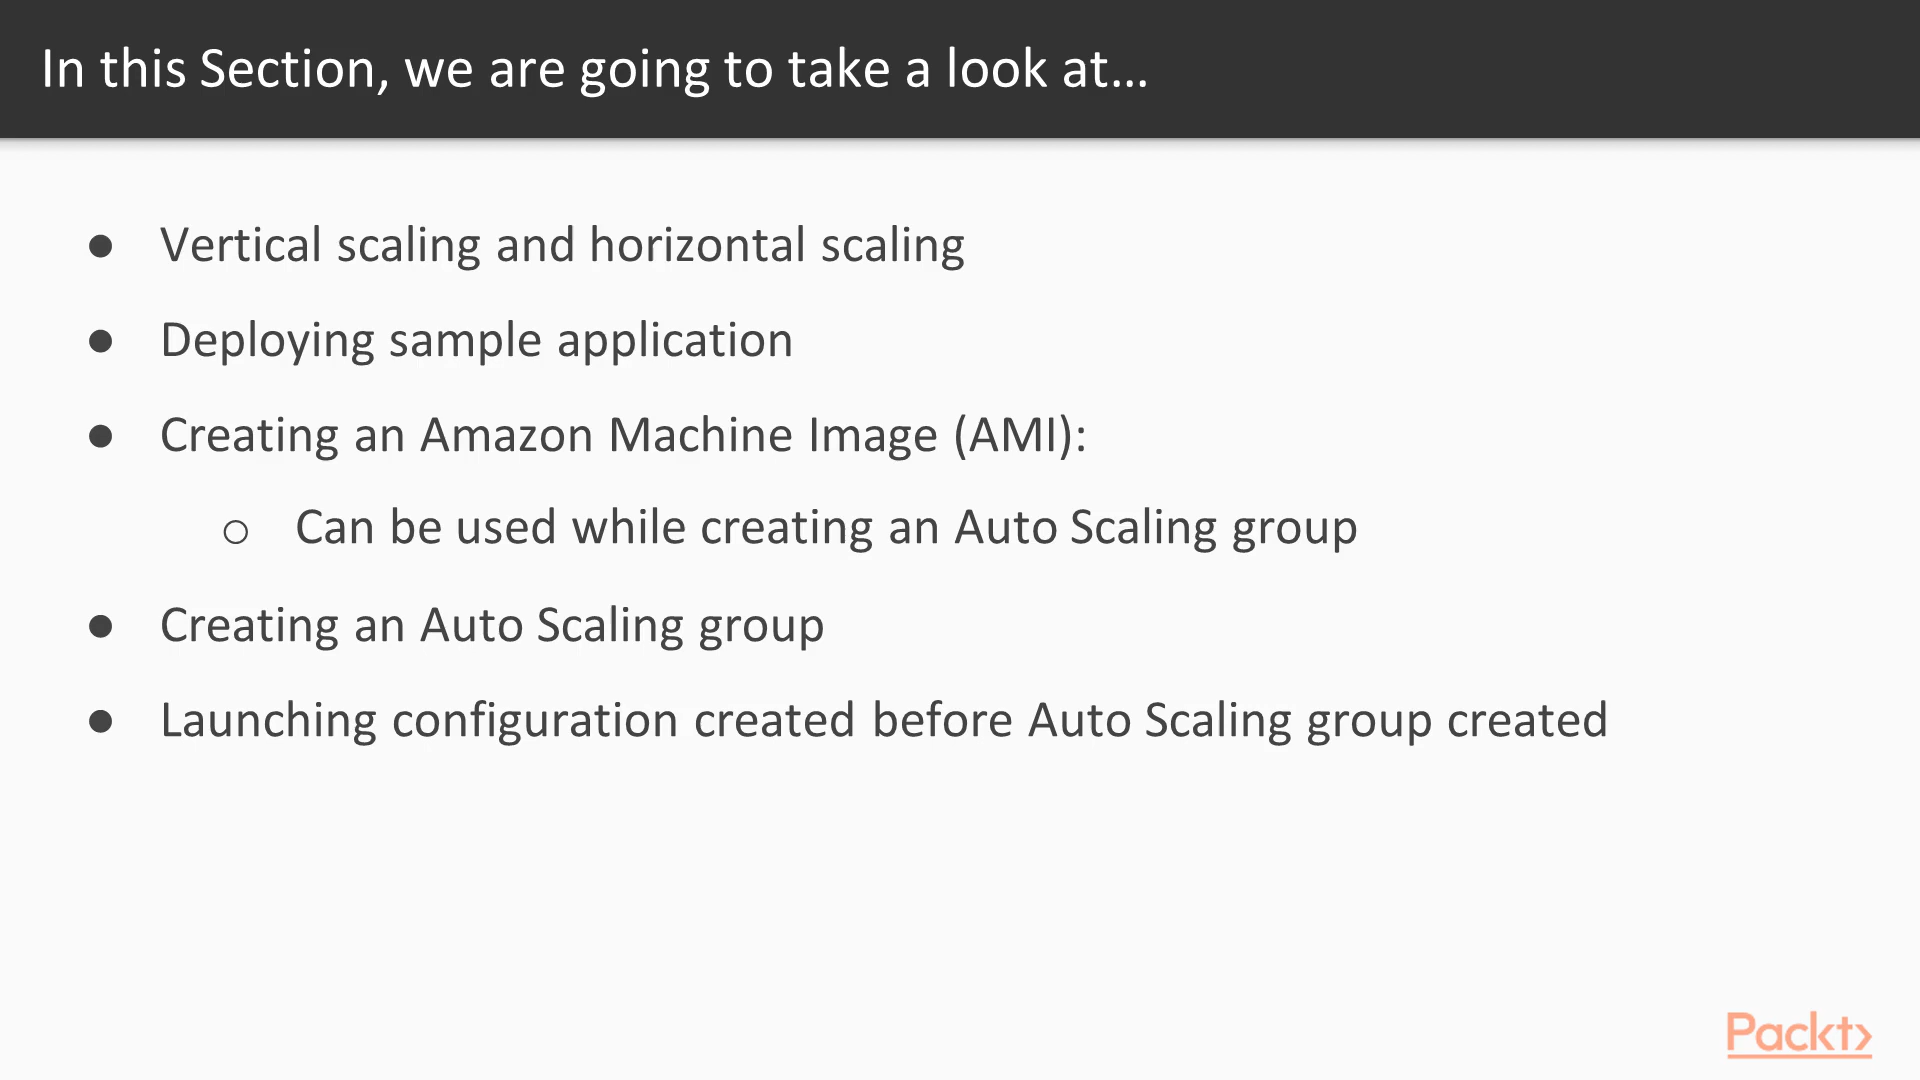 In this Section, we are going to take a look at...
● Vertical scaling and horizontal scaling
● Deploying sample application
● Creating an Amazon Machine Image (AMI):
○ Can be used while creating an Auto Scaling group
● Creating an Auto Scaling group
● Launching configuration created before Auto Scaling group created
Packt>